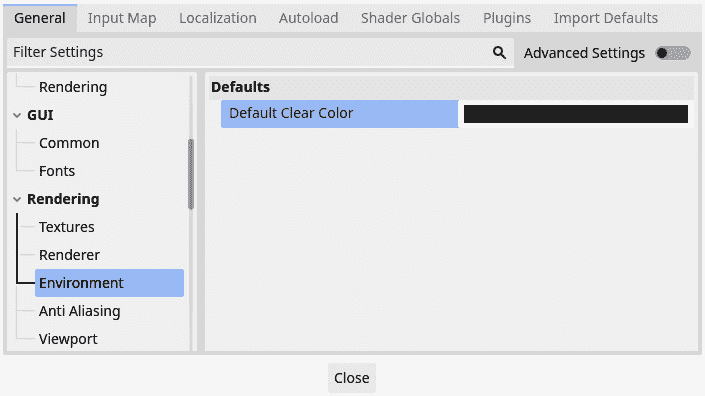 General Input Map Localization Autoload Shader Globals Plugins Import Defaults
Filter Settings Advanced Settings
Rendering
GUI
Common
Fonts
Rendering
Textures
Renderer
Environment
Anti Aliasing
Viewport
Defaults
Default Clear Color
Close